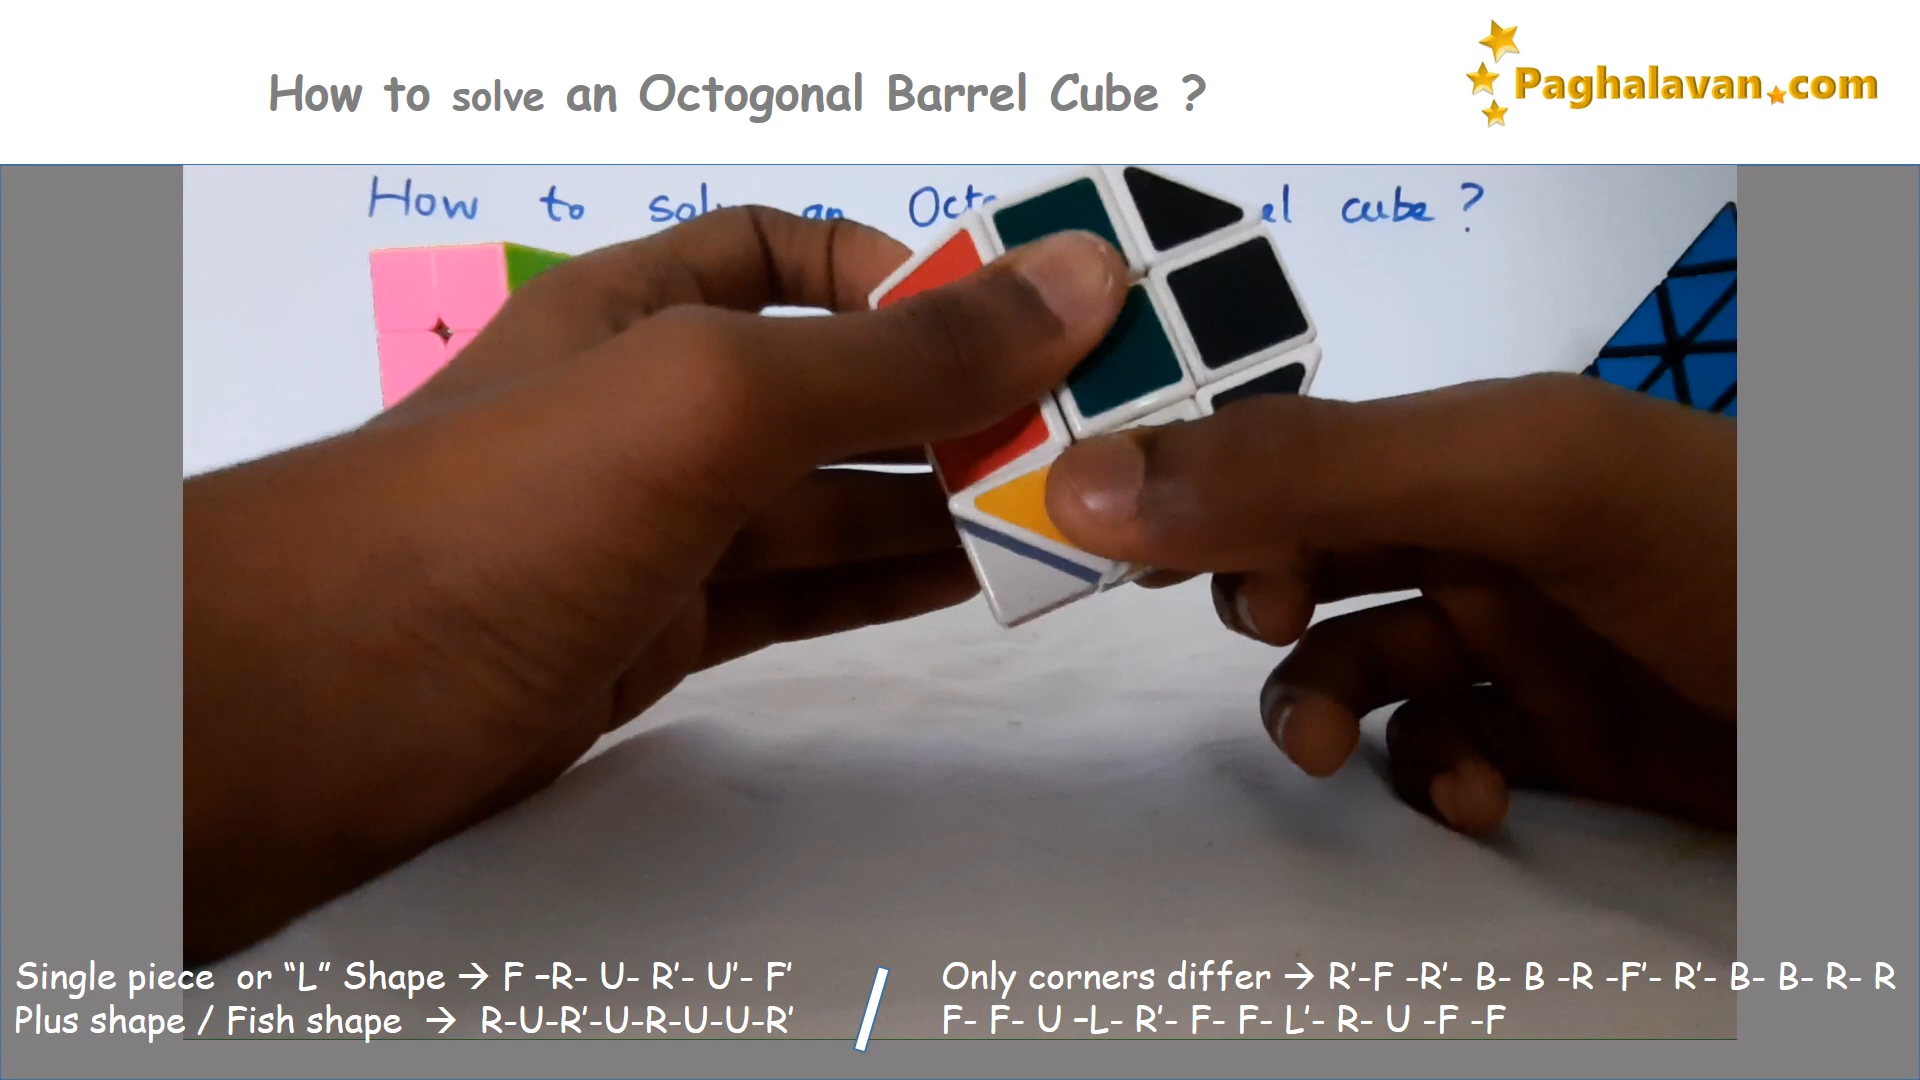 How to solve an Octogonal Barrel Cube ?
Paghalavan.com
How to an cube ?
Single piece or “L” Shape → F –R- U- R’- U’- F’
Plus shape / Fish shape → R-U-R’-U-R-U-U-R’
/
Only corners differ → R’-F -R’- B- B -R -F’- R’- B- B- R- R
F- F- U –L- R’- F- F- L’- R- U -F -F